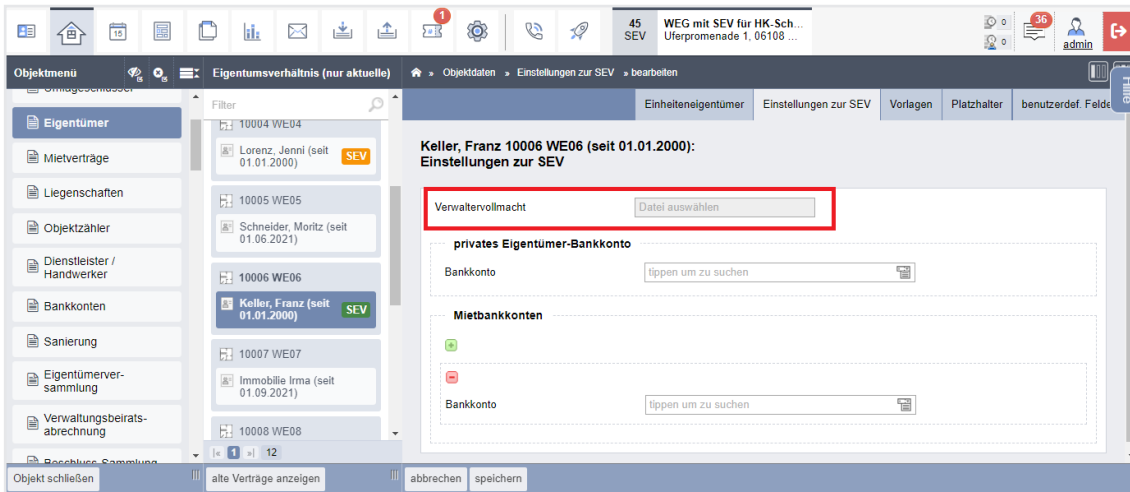 15
1
45
SEV
WEG mit SEV für HK-Sch...
Uferpromenade 1, 06108 ...
0
0
36
admin
Objektmenü
Eigentumsverhältnis (nur aktuelle)
» Objektdaten » Einstellungen zur SEV » bearbeiten
Hilfe
Umlageschlüssel
Eigentümer
Mietverträge
Liegenschaften
Objektzähler
Dienstleister /
Handwerker
Bankkonten
Sanierung
Eigentümerver-
sammlung
Verwaltungsbeirats-
abrechnung
Beschluss-Sammlung
Objekt schließen
Filter
10004 WE04
Lorenz, Jenni (seit
01.01.2000)
SEV
10005 WE05
Schneider, Moritz (seit
01.06.2021)
10006 WE06
Keller, Franz (seit
01.01.2000)
SEV
10007 WE07
Immobilie Irma (seit
01.09.2021)
10008 WE08
1 12
alte Verträge anzeigen
Einheiteneigentümer Einstellungen zur SEV Vorlagen Platzhalter benutzerdef. Felde
Keller, Franz 10006 WE06 (seit 01.01.2000):
Einstellungen zur SEV
Verwaltervollmacht Datei auswählen
privates Eigentümer-Bankkonto
Bankkonto tippen um zu suchen
Mietbankkonten
Bankkonto tippen um zu suchen
abbrechen speichern